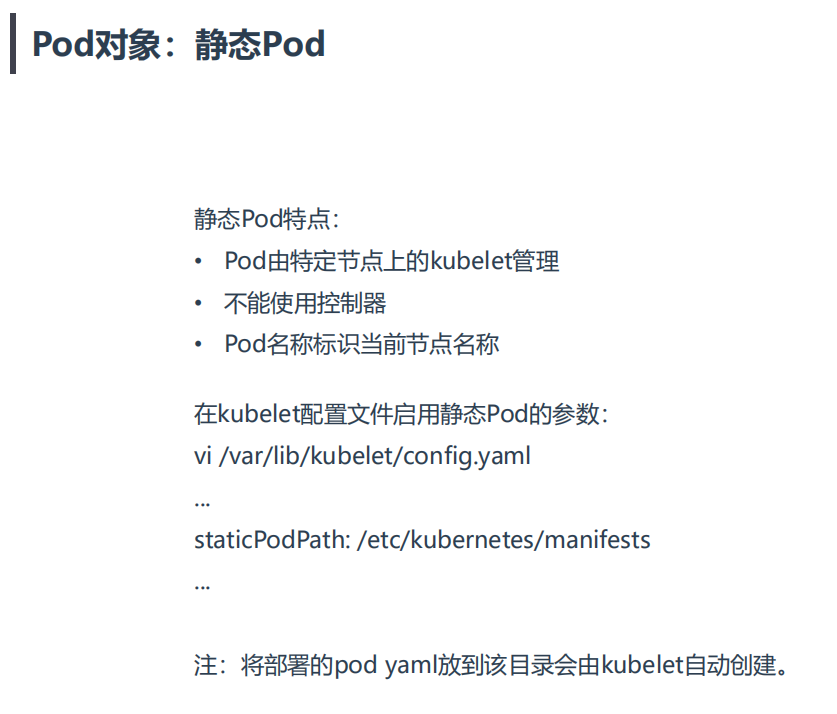 Pod对象：静态Pod
静态Pod特点：
• Pod由特定节点上的kubelet管理
• 不能使用控制器
• Pod名称标识当前节点名称
在kubelet配置文件启用静态Pod的参数：
vi /var/lib/kubelet/config.yaml
...
staticPodPath: /etc/kubernetes/manifests
...
注：将部署的pod yaml放到该目录会由kubelet自动创建。